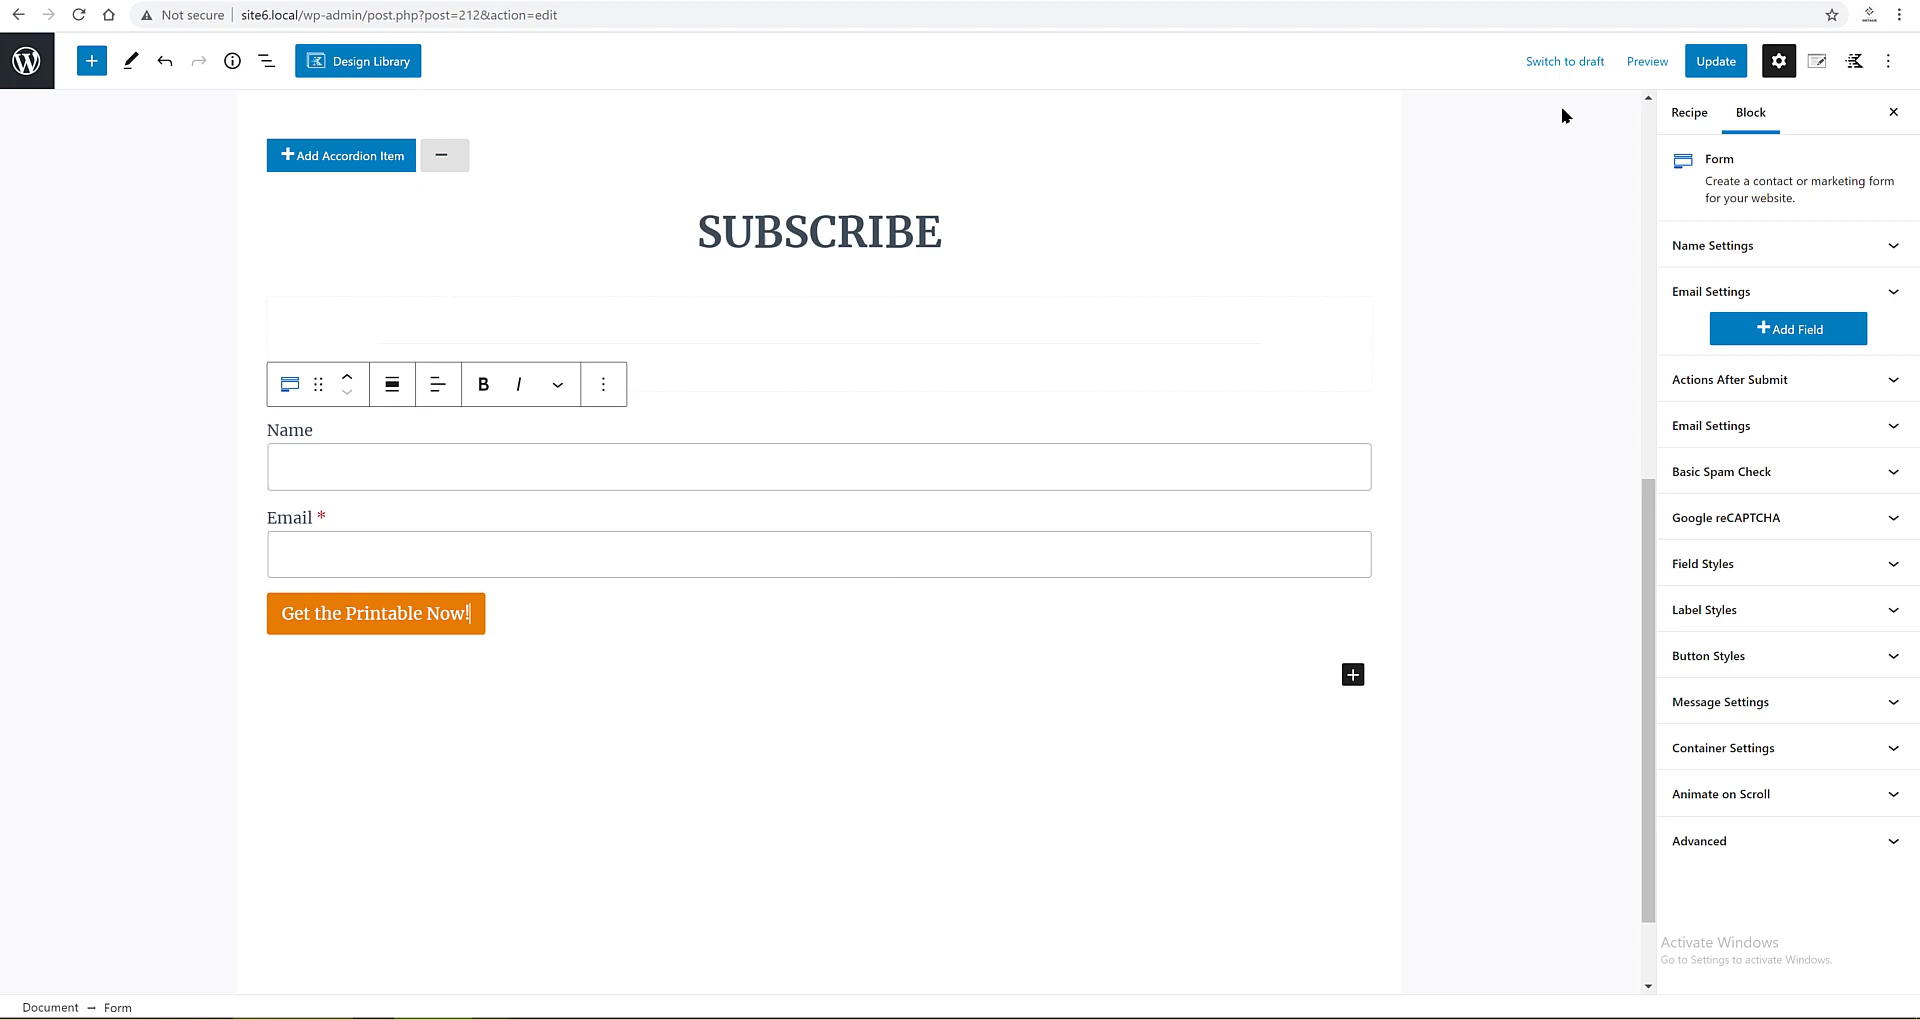 Not secure
site6.local/wp-admin/post.php?post=212&action=edit
Design Library
Switch to draft
Preview
Update
Add Accordion Item
SUBSCRIBE
B
I
Name
Email *
Get the Printable Now!
Recipe
Block
Form
Create a contact or marketing form
for your website.
Name Settings
Email Settings
Add Field
Actions After Submit
Email Settings
Basic Spam Check
Google reCAPTCHA
Field Styles
Label Styles
Button Styles
Message Settings
Container Settings
Animate on Scroll
Advanced
Activate Windows
Go to Settings to activate Windows.
Document → Form